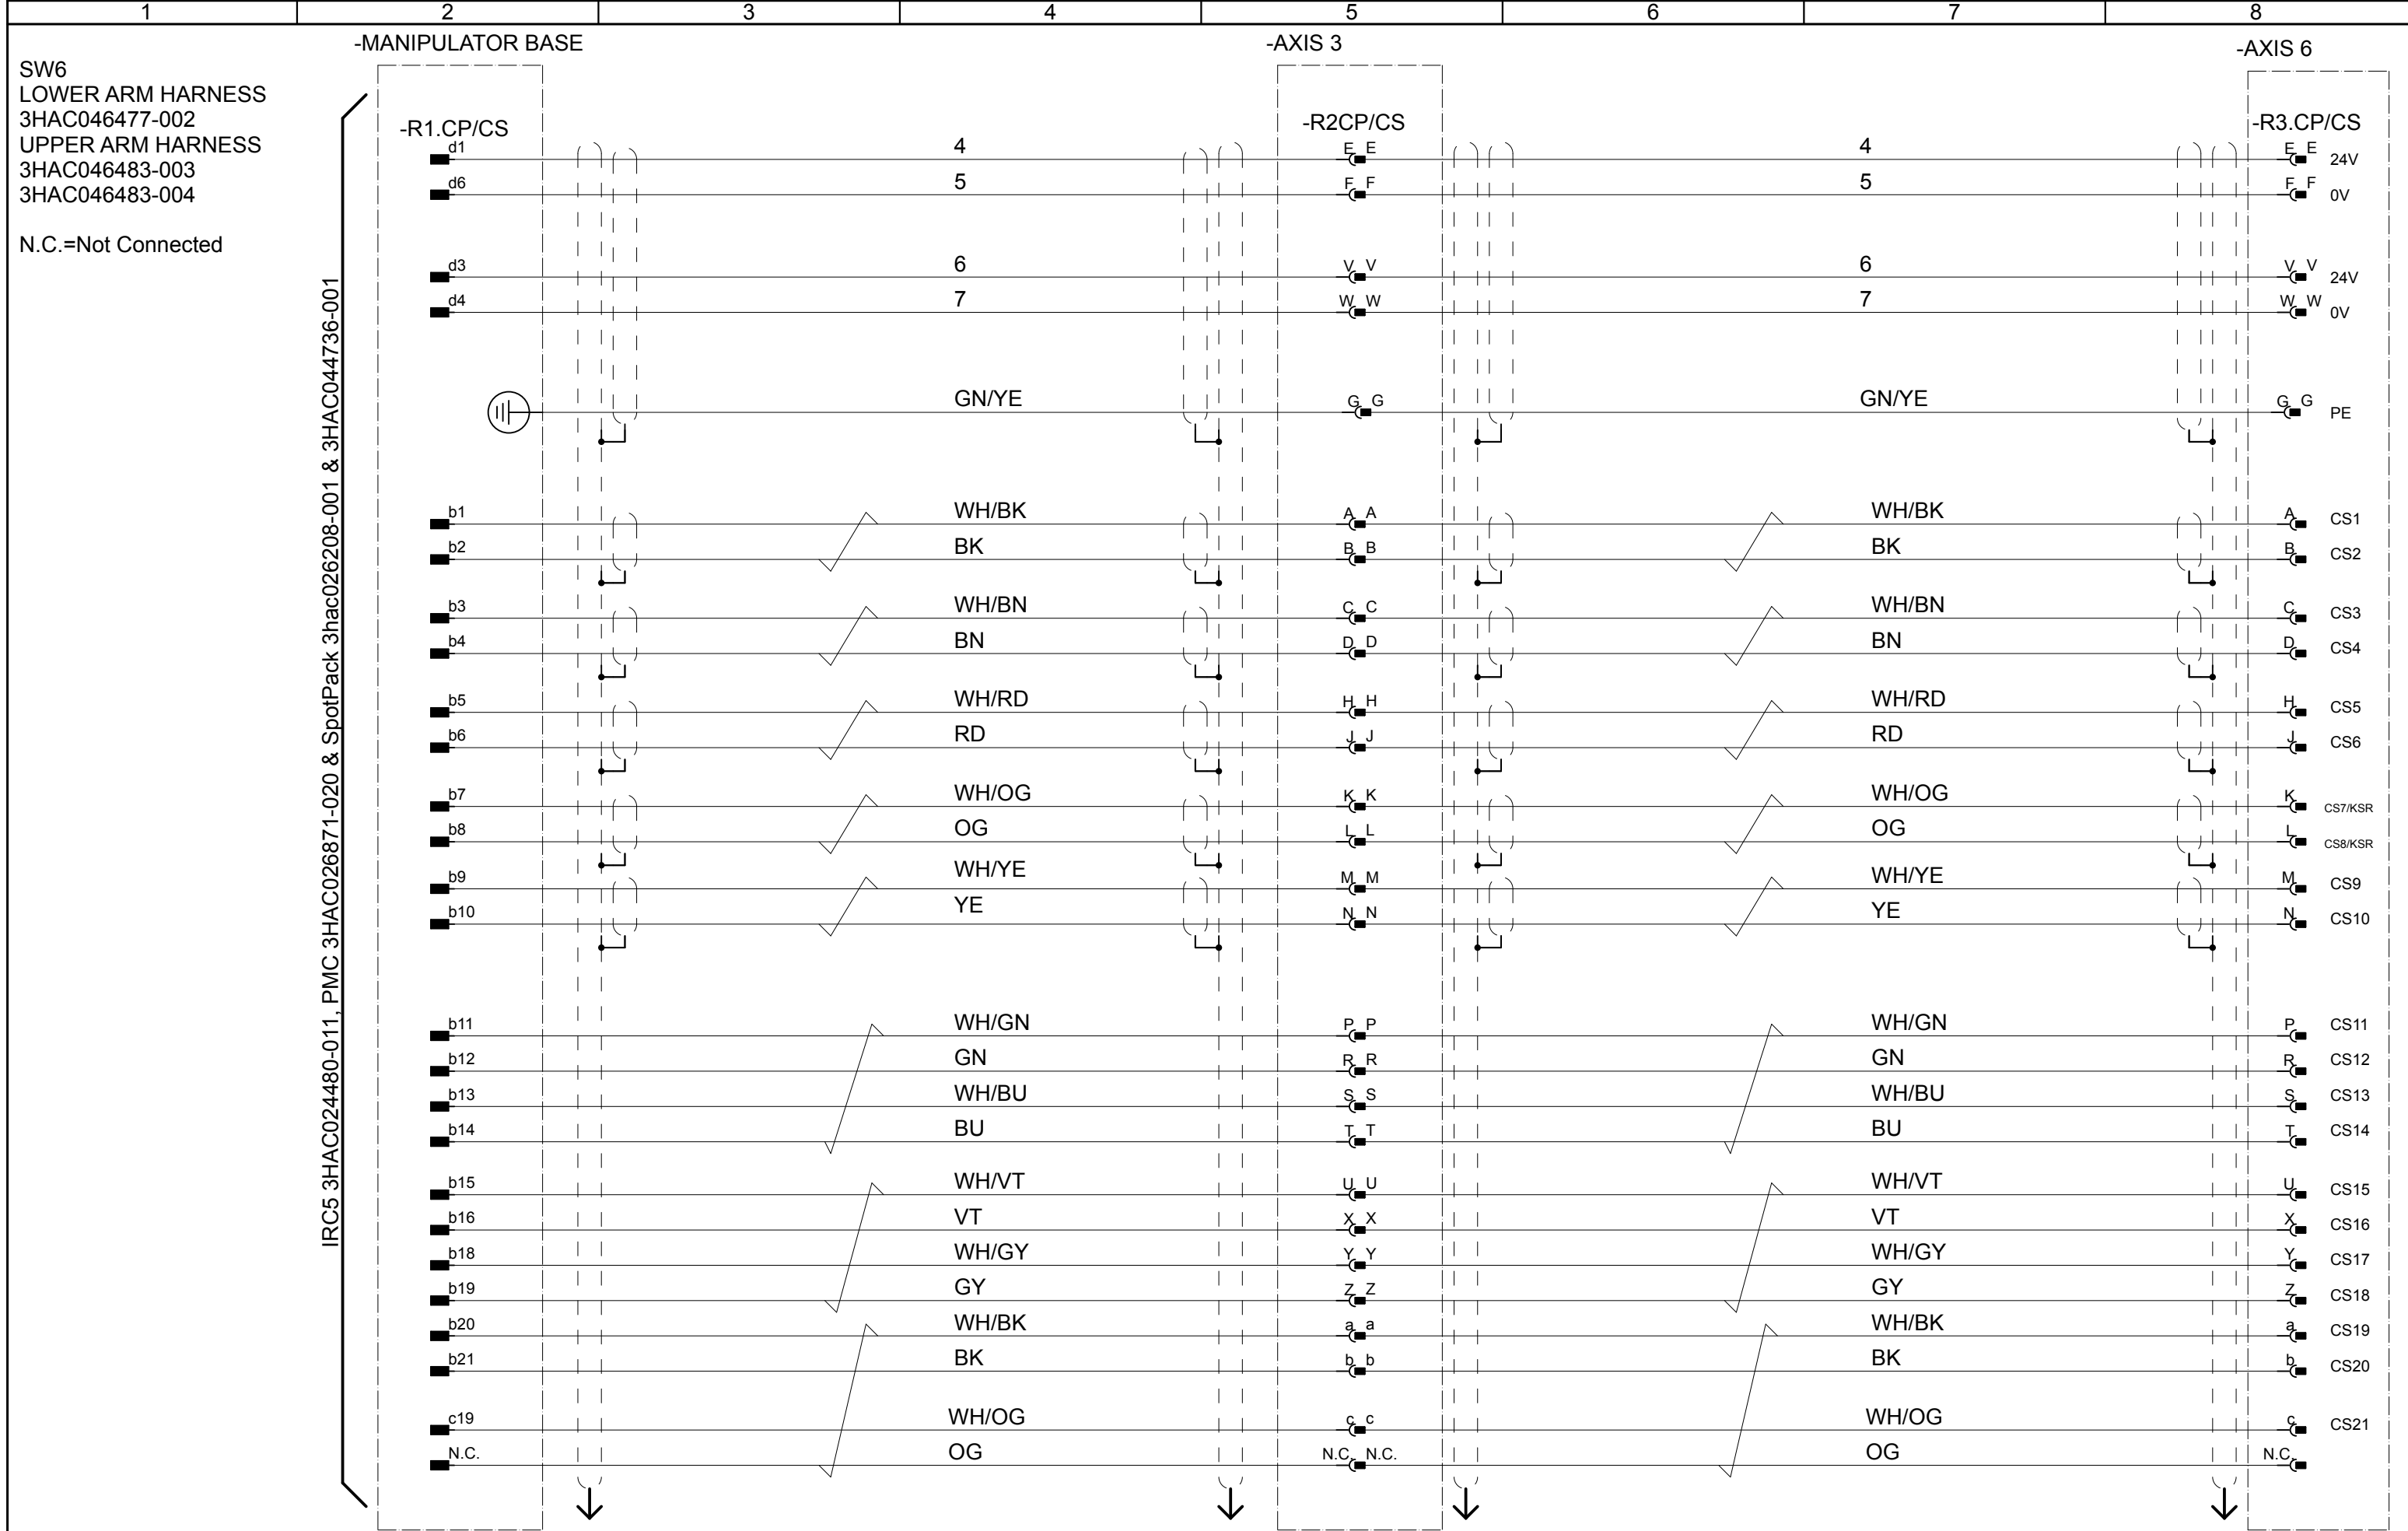 1 2 3 4 5 6 7 8
-MANIPULATOR BASE -AXIS 3 -AXIS 6
SW6
LOWER ARM HARNESS
3HAC046477-002
UPPER ARM HARNESS
3HAC046483-003
3HAC046483-004
N.C.=Not Connected
IRC5 3HAC024480-011, PMC 3HAC026871-020 & SpotPack 3hac026208-001 & 3HAC044736-001
-R1.CP/CS -R2CP/CS -R3.CP/CS
d1 4 E E 4 E E 24V
d6 5 F F 5 F F 0V
d3 6 V V 6 V V 24V
d4 7 W W 7 W W 0V
GN/YE G G GN/YE G G PE
b1 WH/BK A A WH/BK A CS1
b2 BK B B BK B CS2
b3 WH/BN C C WH/BN C CS3
b4 BN D D BN D CS4
b5 WH/RD H H WH/RD H CS5
b6 RD J J RD J CS6
b7 WH/OG K K WH/OG K CS7/KSR
b8 OG L L OG L CS8/KSR
b9 WH/YE M M WH/YE M CS9
b10 YE N N YE N CS10
b11 WH/GN P P WH/GN P CS11
b12 GN R R GN R CS12
b13 WH/BU S S WH/BU S CS13
b14 BU T T BU T CS14
b15 WH/VT U U WH/VT U CS15
b16 VT X X VT X CS16
b18 WH/GY Y Y WH/GY Y CS17
b19 GY Z Z GY Z CS18
b20 WH/BK a a WH/BK a CS19
b21 BK b b BK b CS20
c19 WH/OG c c WH/OG c CS21
N.C. OG N.C. N.C. OG N.C.